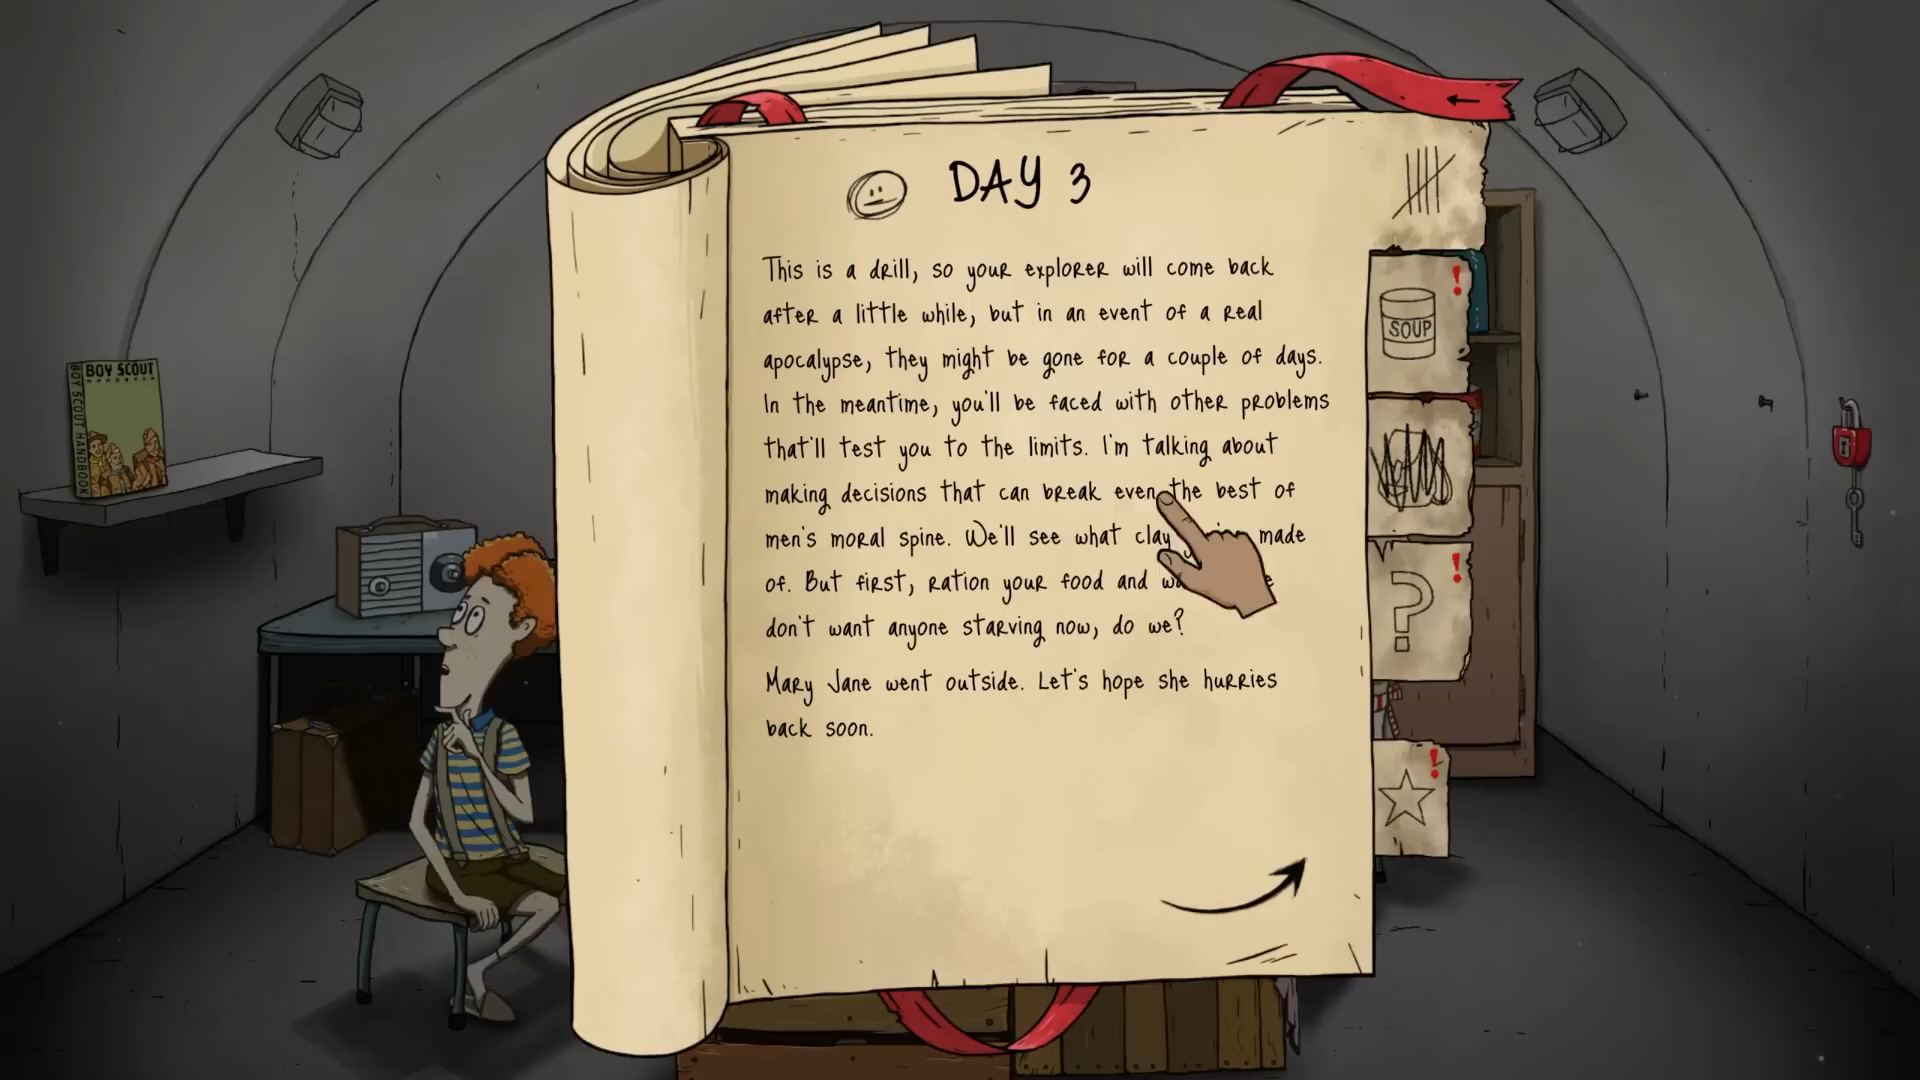 DAY 3
This is a drill, so your explorer will come back
after a little while, but in an event of a real
apocalypse, they might be gone for a couple of days.
In the meantime, you'll be faced with other problems
that'll test you to the limits. I'm talking about
making decisions that can break even the best of
men's moral spine. We'll see what clay made
of. But first, ration your food and
don't want anyone starving now, do we?
Mary Jane went outside. Let's hope she hurries
back soon.
SOUP
!
?
!
!
BOY SCOUT
HANDBOOK
BOY SCOUT HANDBOOK